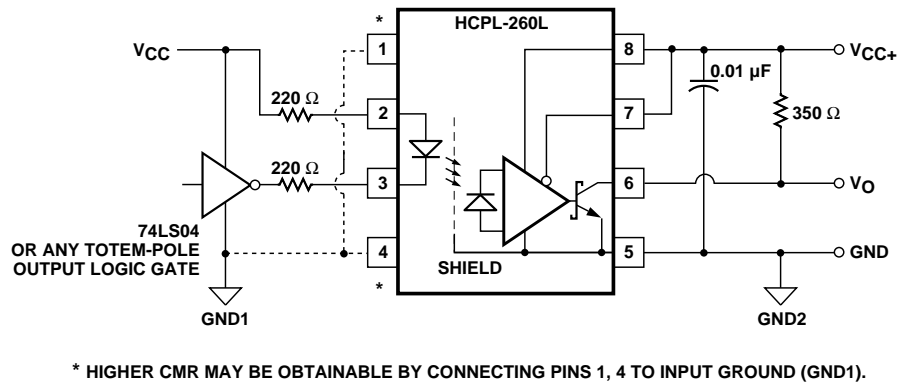 *
HCPL-260L
VCC
1
8
VCC+
0.01 µF
220 Ω
2
7
350 Ω
220 Ω
3
6
VO
74LS04
OR ANY TOTEM-POLE
OUTPUT LOGIC GATE
4
SHIELD
5
GND
*
GND1
GND2
* HIGHER CMR MAY BE OBTAINABLE BY CONNECTING PINS 1, 4 TO INPUT GROUND (GND1).